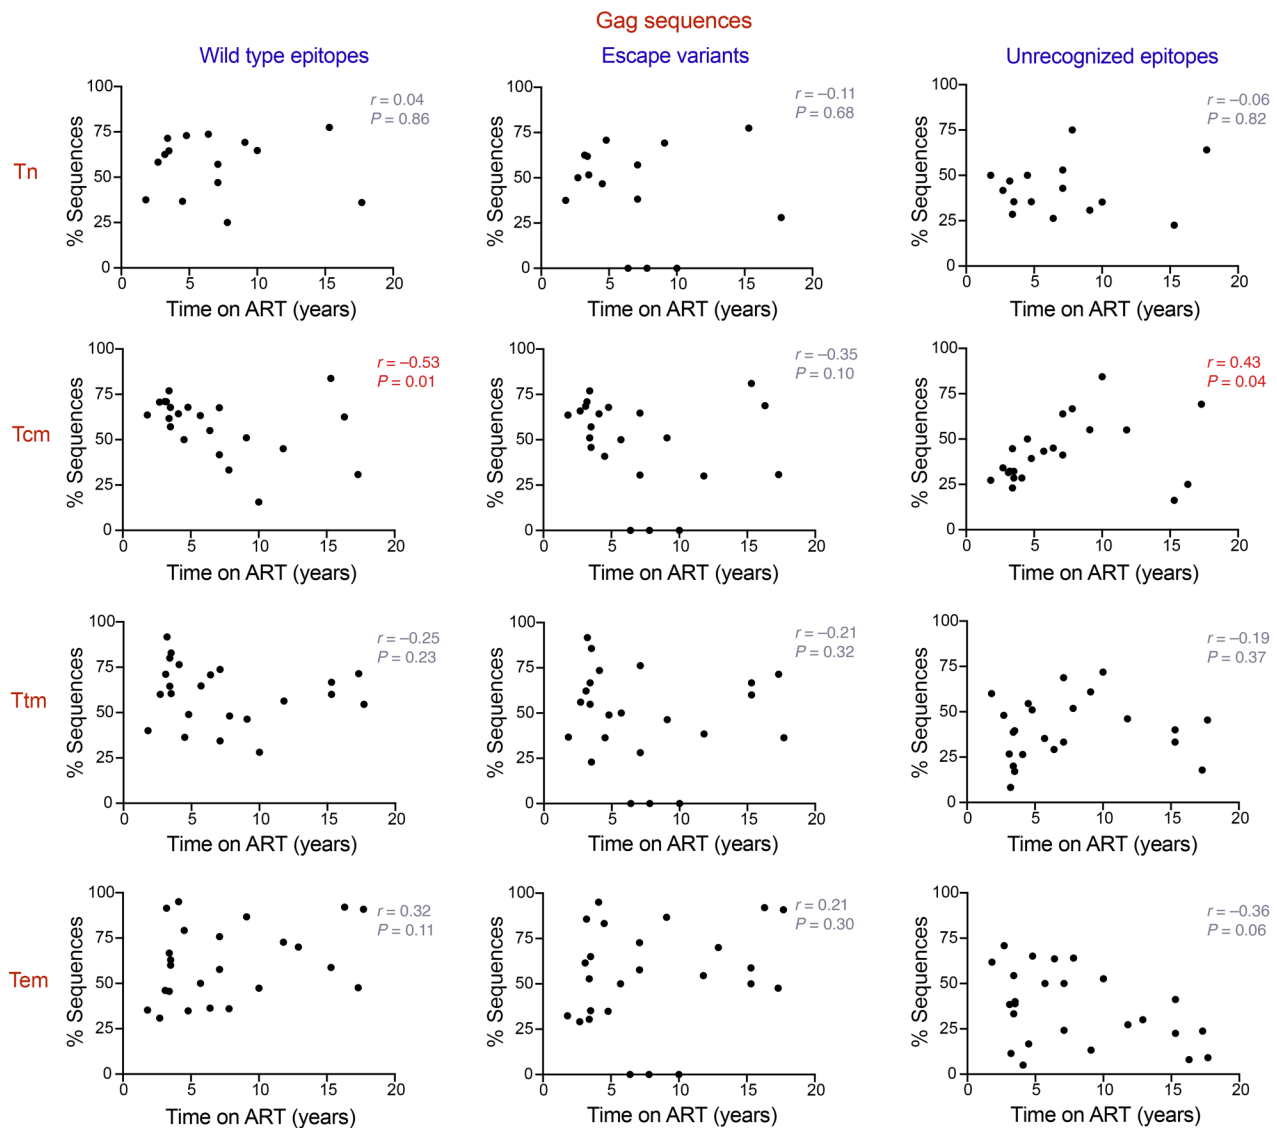 Gag sequences
Wild type epitopes
Escape variants
Unrecognized epitopes
Tn
% Sequences
100
75
50
25
0
0 5 10 15 20
Time on ART (years)
r = 0.04
P = 0.86
% Sequences
100
75
50
25
0
0 5 10 15 20
Time on ART (years)
r = –0.11
P = 0.68
% Sequences
100
75
50
25
0
0 5 10 15 20
Time on ART (years)
r = –0.06
P = 0.82
Tcm
% Sequences
100
75
50
25
0
0 5 10 15 20
Time on ART (years)
r = –0.53
P = 0.01
% Sequences
100
75
50
25
0
0 5 10 15 20
Time on ART (years)
r = –0.35
P = 0.10
% Sequences
100
75
50
25
0
0 5 10 15 20
Time on ART (years)
r = 0.43
P = 0.04
Ttm
% Sequences
100
75
50
25
0
0 5 10 15 20
Time on ART (years)
r = –0.25
P = 0.23
% Sequences
100
75
50
25
0
0 5 10 15 20
Time on ART (years)
r = –0.21
P = 0.32
% Sequences
100
75
50
25
0
0 5 10 15 20
Time on ART (years)
r = –0.19
P = 0.37
Tem
% Sequences
100
75
50
25
0
0 5 10 15 20
Time on ART (years)
r = 0.32
P = 0.11
% Sequences
100
75
50
25
0
0 5 10 15 20
Time on ART (years)
r = 0.21
P = 0.30
% Sequences
100
75
50
25
0
0 5 10 15 20
Time on ART (years)
r = –0.36
P = 0.06